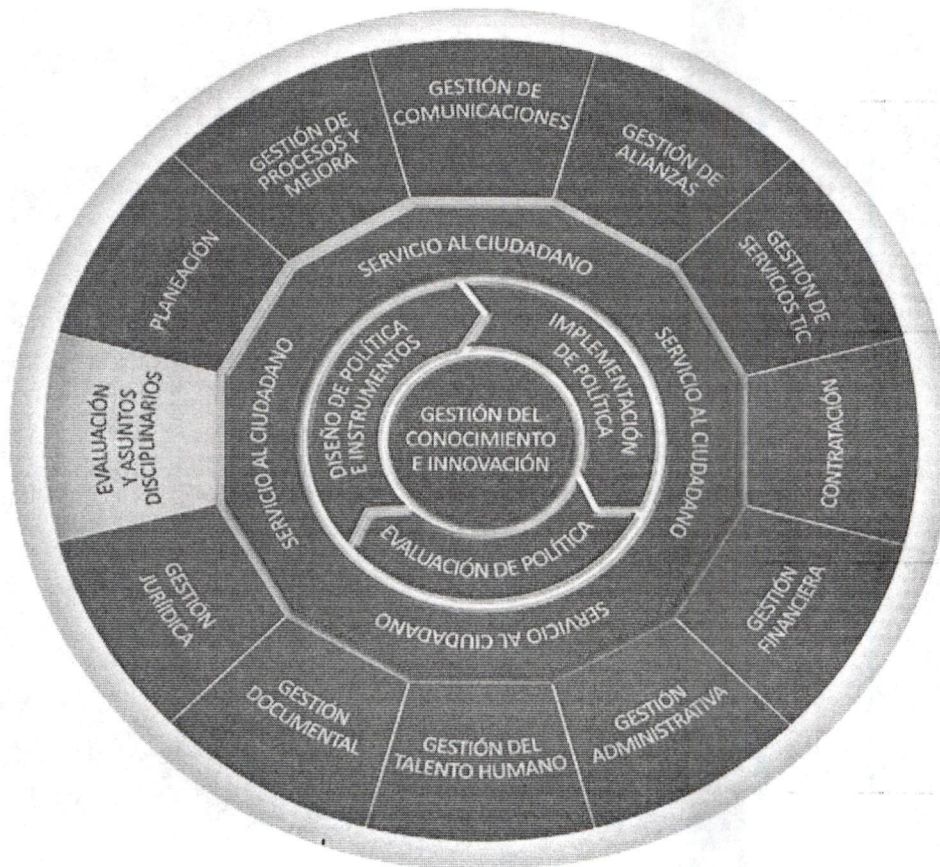 GESTIÓN DE
COMUNICACIONES
GESTIÓN DE
ALIANZAS
GESTIÓN DE
SERVICIOS TIC
CONTRATACIÓN
GESTIÓN
FINANCIERA
GESTIÓN
ADMINISTRATIVA
GESTIÓN DEL
TALENTO HUMANO
GESTIÓN
DOCUMENTAL
GESTIÓN
JURÍIDICA
EVALUACIÓN
Y ASUNTOS
DISCIPLINARIOS
PLANEACIÓN
GESTIÓN DE
PROCESOS Y
MEJORA
SERVICIO AL CIUDADANO
SERVICIO AL CIUDADANO
SERVICIO AL CIUDADANO
SERVICIO AL CIUDADANO
DISEÑO DE POLÍTICA
E INSTRUMENTOS
IMPLEMENTACIÓN
DE POLÍTICA
EVALUACIÓN DE POLÍTICA
GESTIÓN DEL
CONOCIMIENTO
E INNOVACIÓN